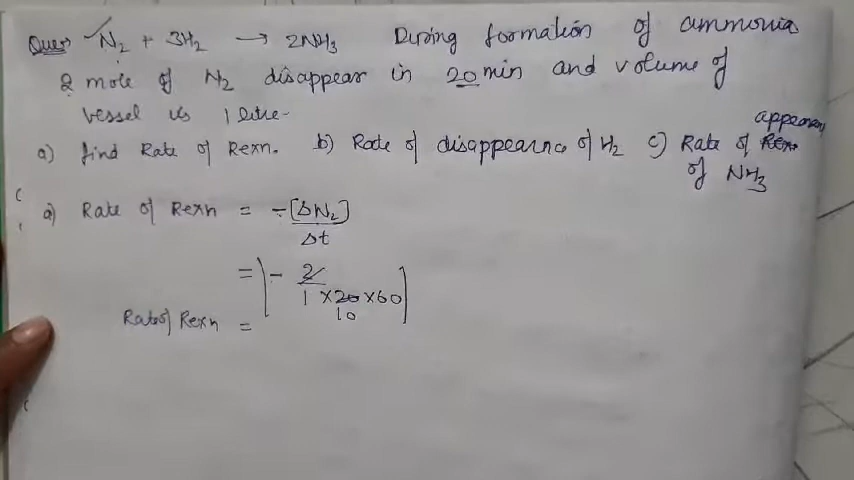 Ques N₂ + 3H₂ → 2NH₃ During formation of ammonia
2 mole of N₂ disappear in 20 min and volume of
vessel is 1 litre-
a) find Rate of Rexn. b) Rate of disappearnce of H₂ c) Rate of appearan
of NH₃
a) Rate of Rexn = -[ΔN₂]
Δt
= |- 2
1 × 20 × 60|
10
Rate of Rexn =